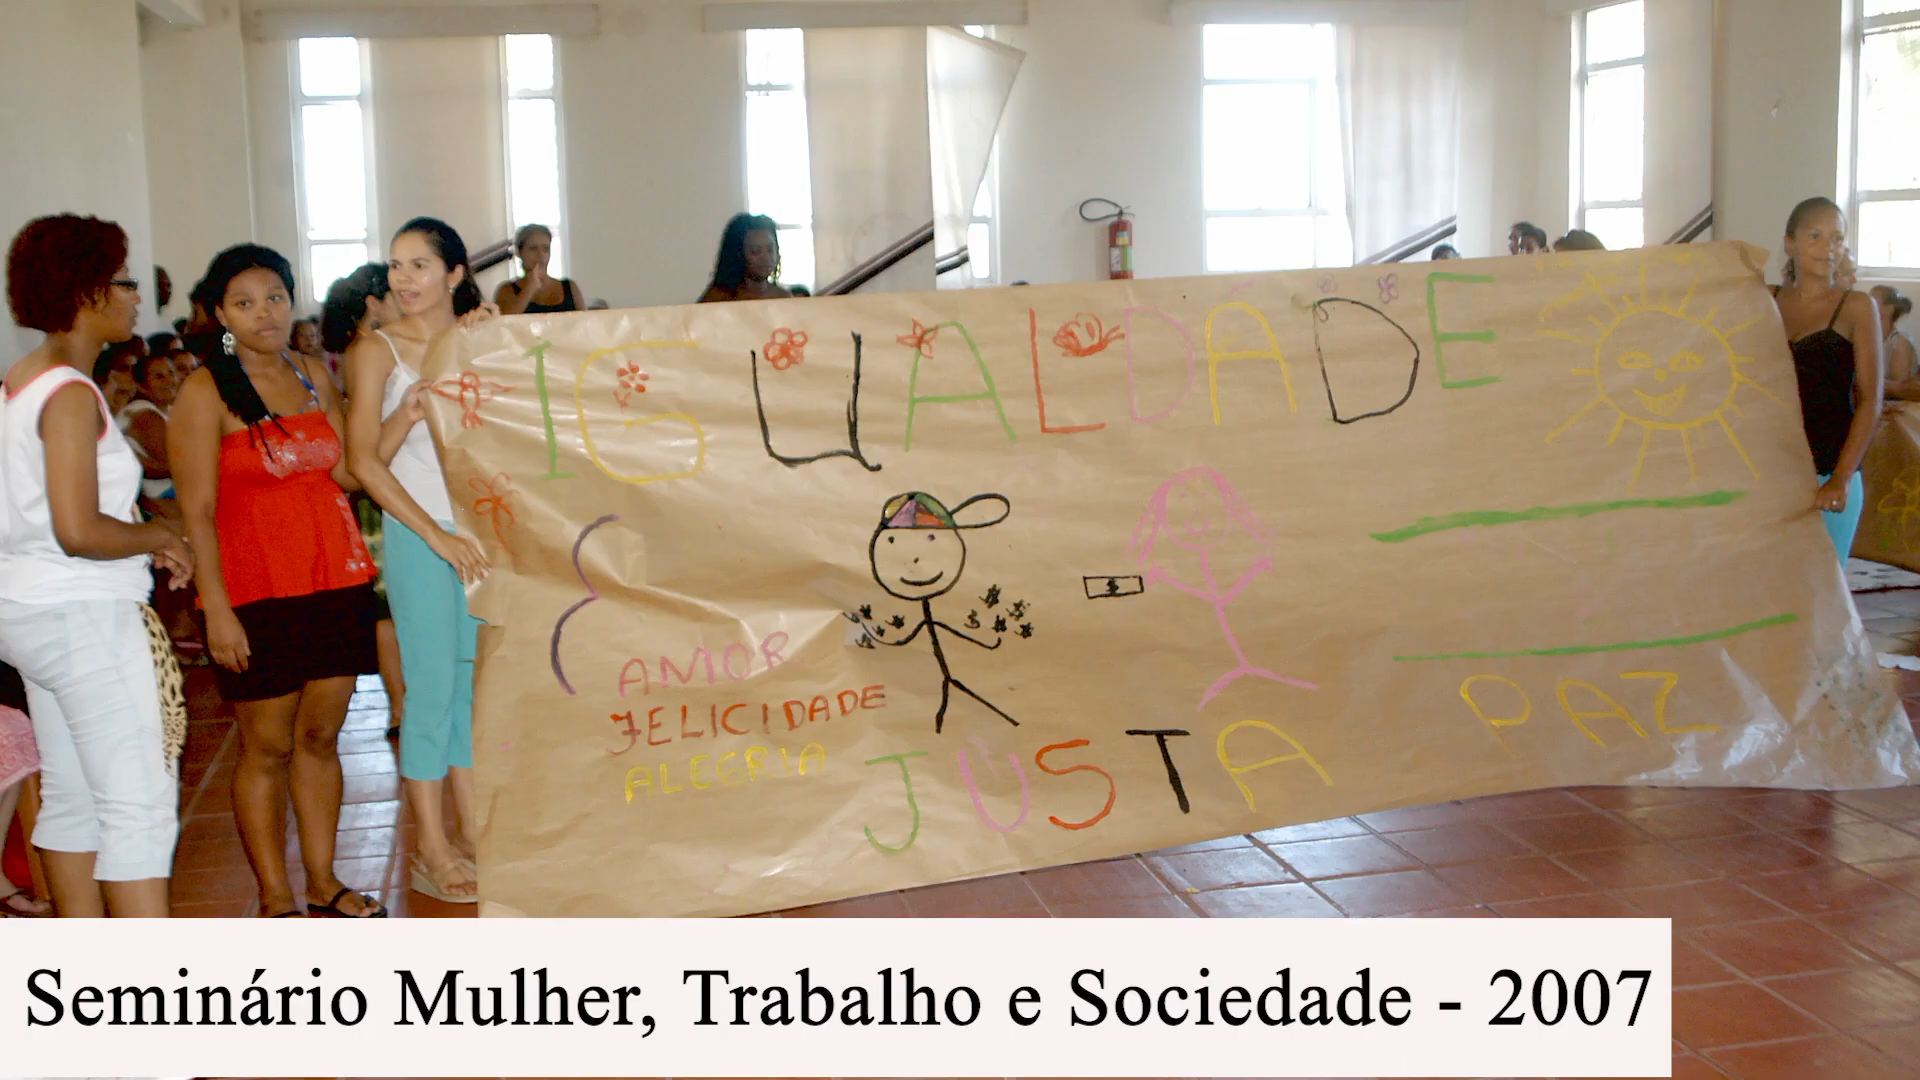 IGUALDADE
$
AMOR
FELICIDADE
ALEGRIA
JUSTA
PAZ
Seminário Mulher, Trabalho e Sociedade - 2007